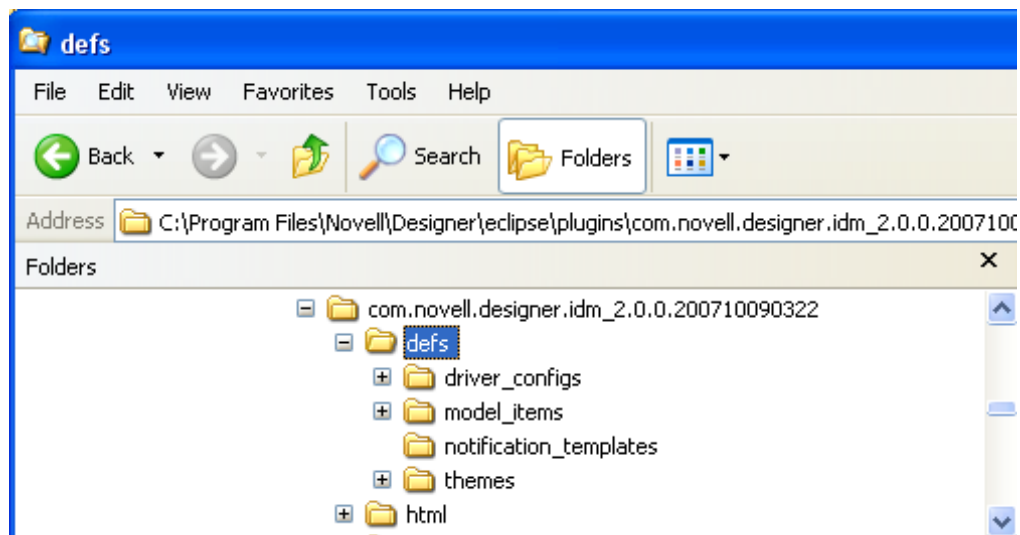 defs
File Edit View Favorites Tools Help
Back Search Folders
Address C:\Program Files\Novell\Designer\eclipse\plugins\com.novell.designer.idm_2.0.0.200710
Folders
com.novell.designer.idm_2.0.0.200710090322
defs
driver_configs
model_items
notification_templates
themes
html